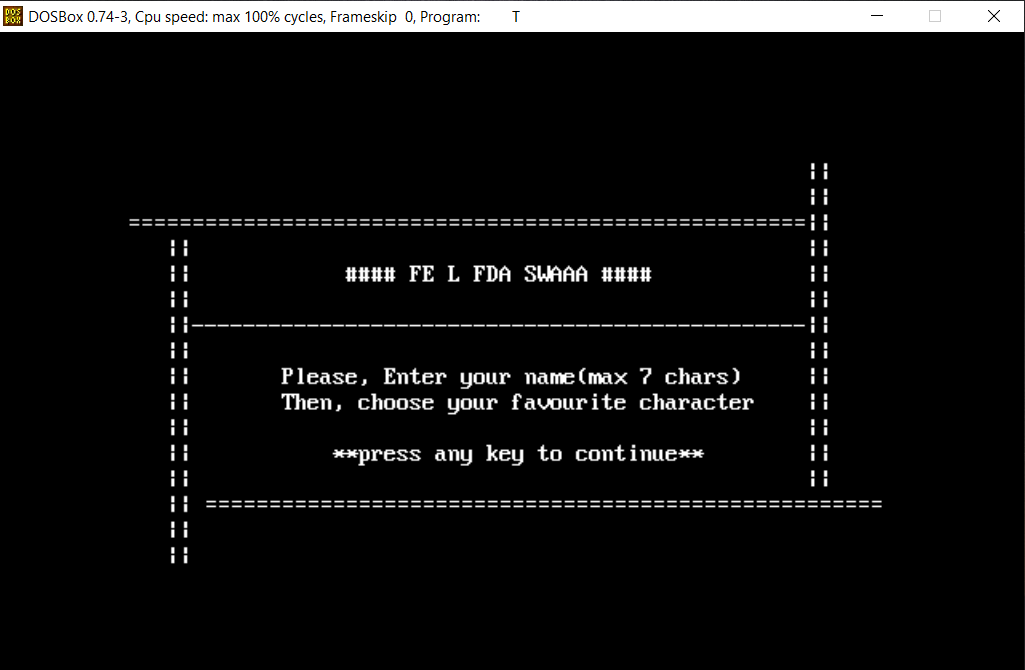 DOSBox 0.74-3, Cpu speed: max 100% cycles, Frameskip 0, Program: T
#### FE L FDA SWAAA ####
Please, Enter your name(max 7 chars)
Then, choose your favourite character
**press any key to continue**